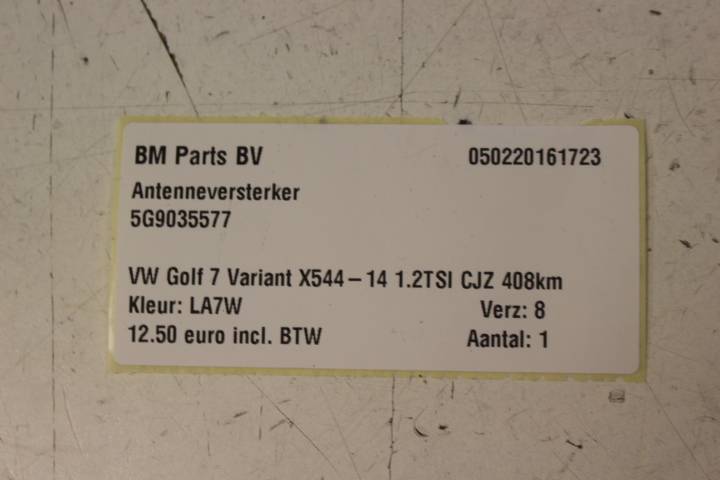 BM Parts BV 050220161723
Antenneversterker
5G9035577
VW Golf 7 Variant X544-14 1.2TSI CJZ 408km
Kleur: LA7W Verz: 8
12.50 euro incl. BTW Aantal: 1